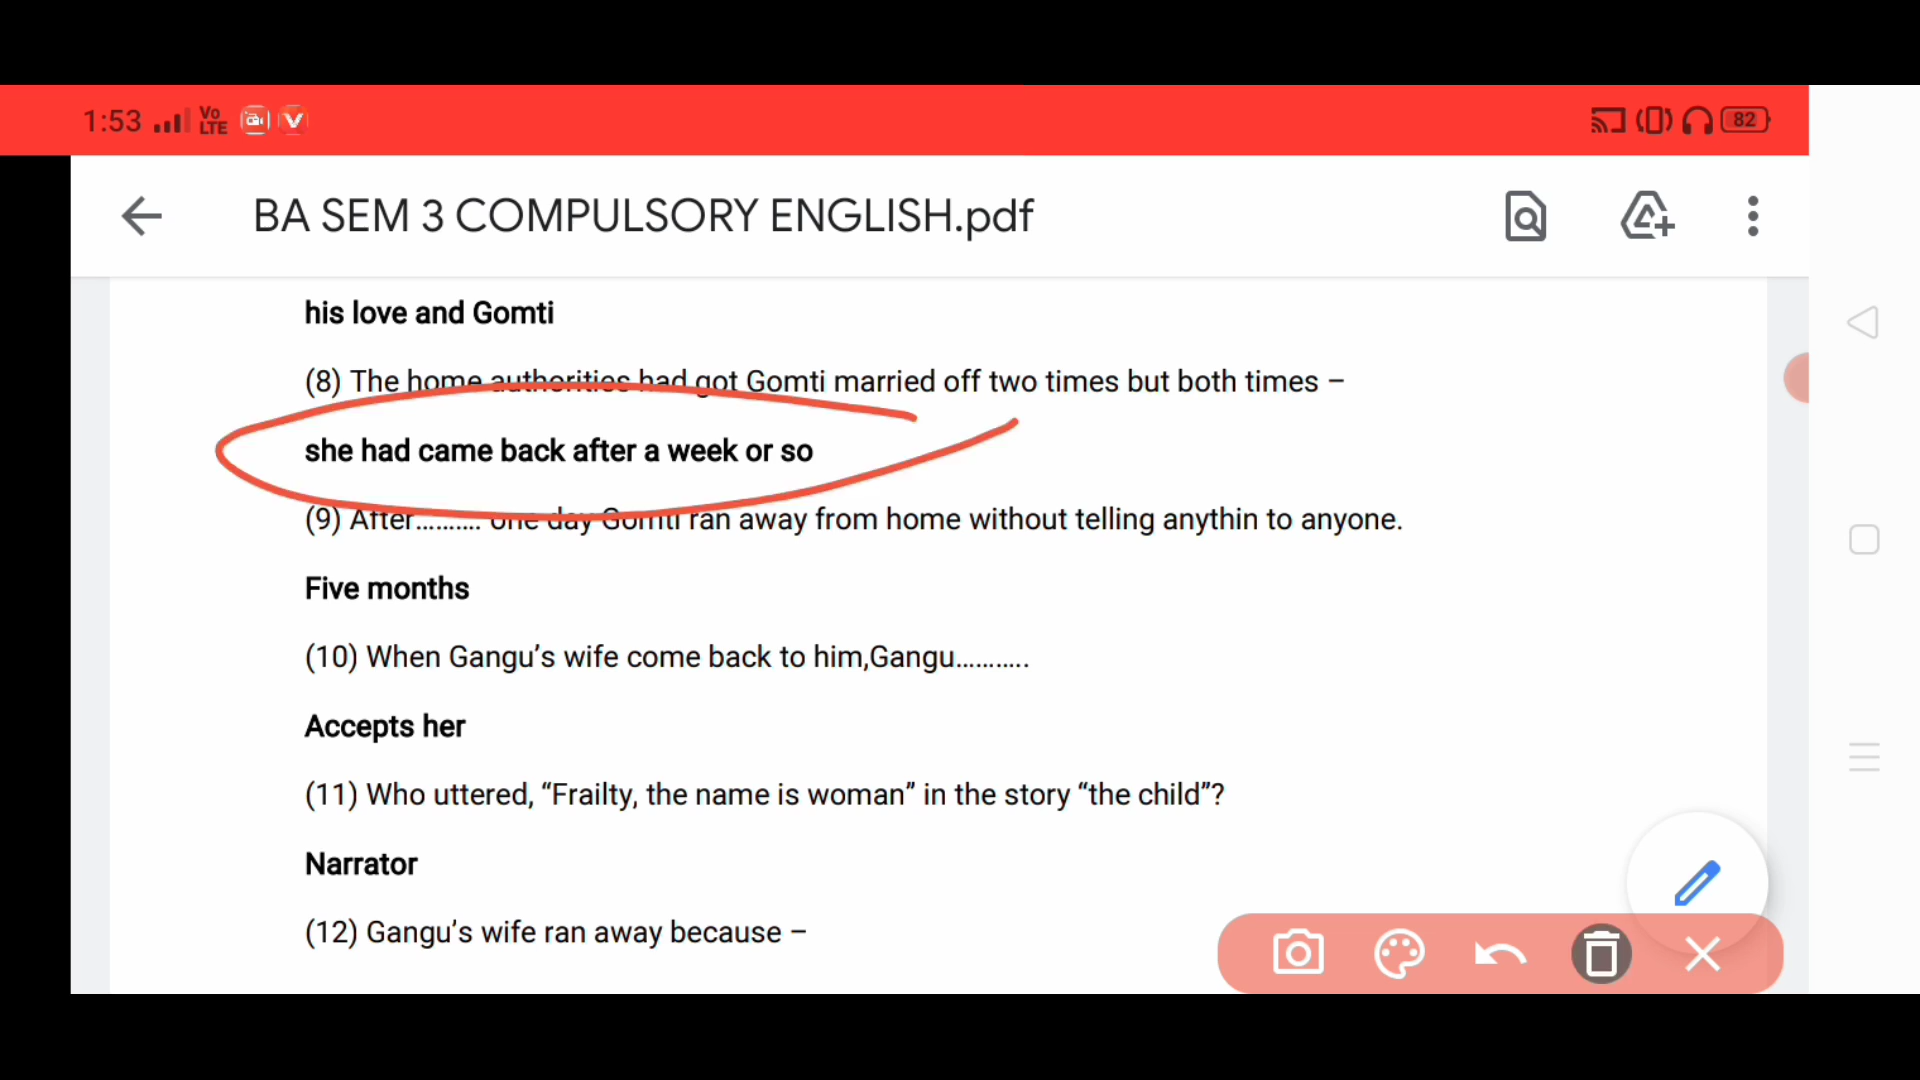 1:53 Vo LTE 82
BA SEM 3 COMPULSORY ENGLISH.pdf
his love and Gomti
(8) The home authorities had got Gomti married off two times but both times –
she had came back after a week or so
(9) After.......... one day Gomti ran away from home without telling anythin to anyone.
Five months
(10) When Gangu’s wife come back to him,Gangu...........
Accepts her
(11) Who uttered, “Frailty, the name is woman” in the story “the child”?
Narrator
(12) Gangu’s wife ran away because –